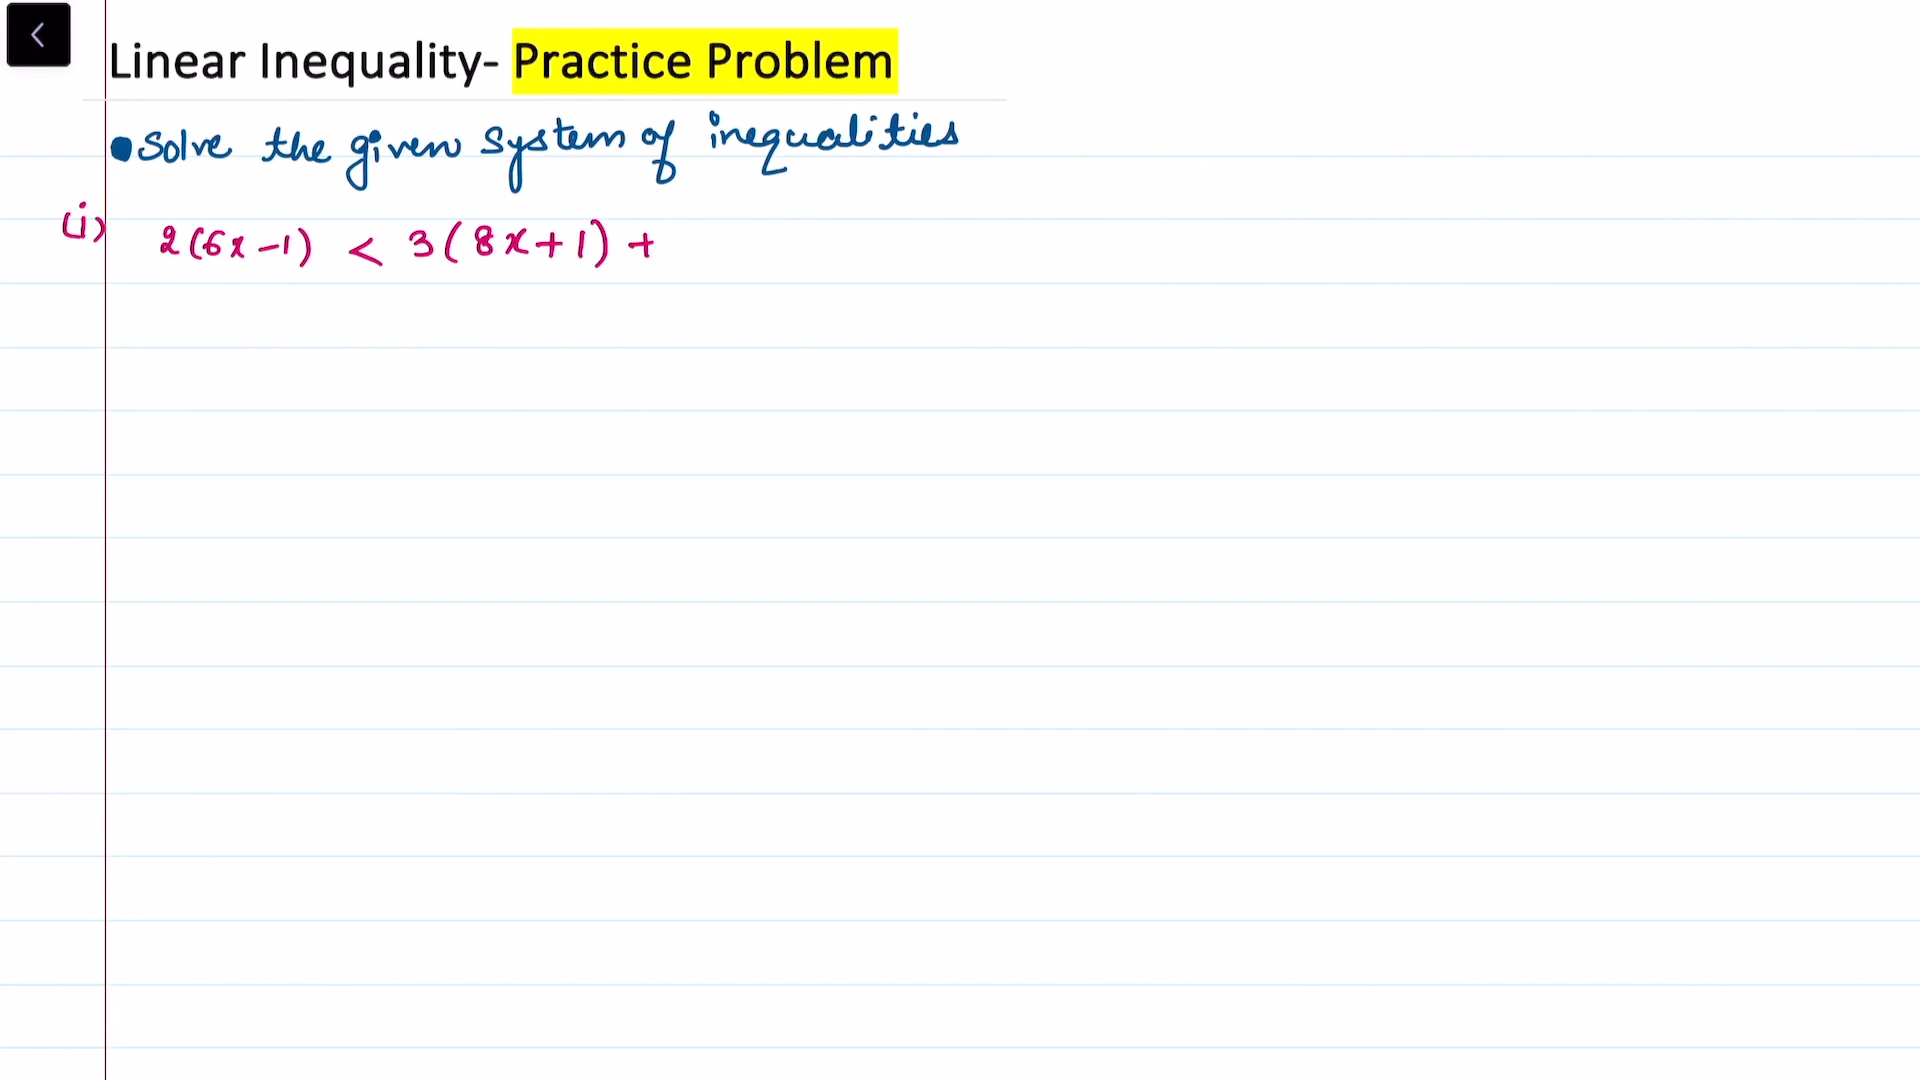 Linear Inequality- Practice Problem
●Solve the given System of inequalities
(i) 2(6x-1) < 3(8x+1) +